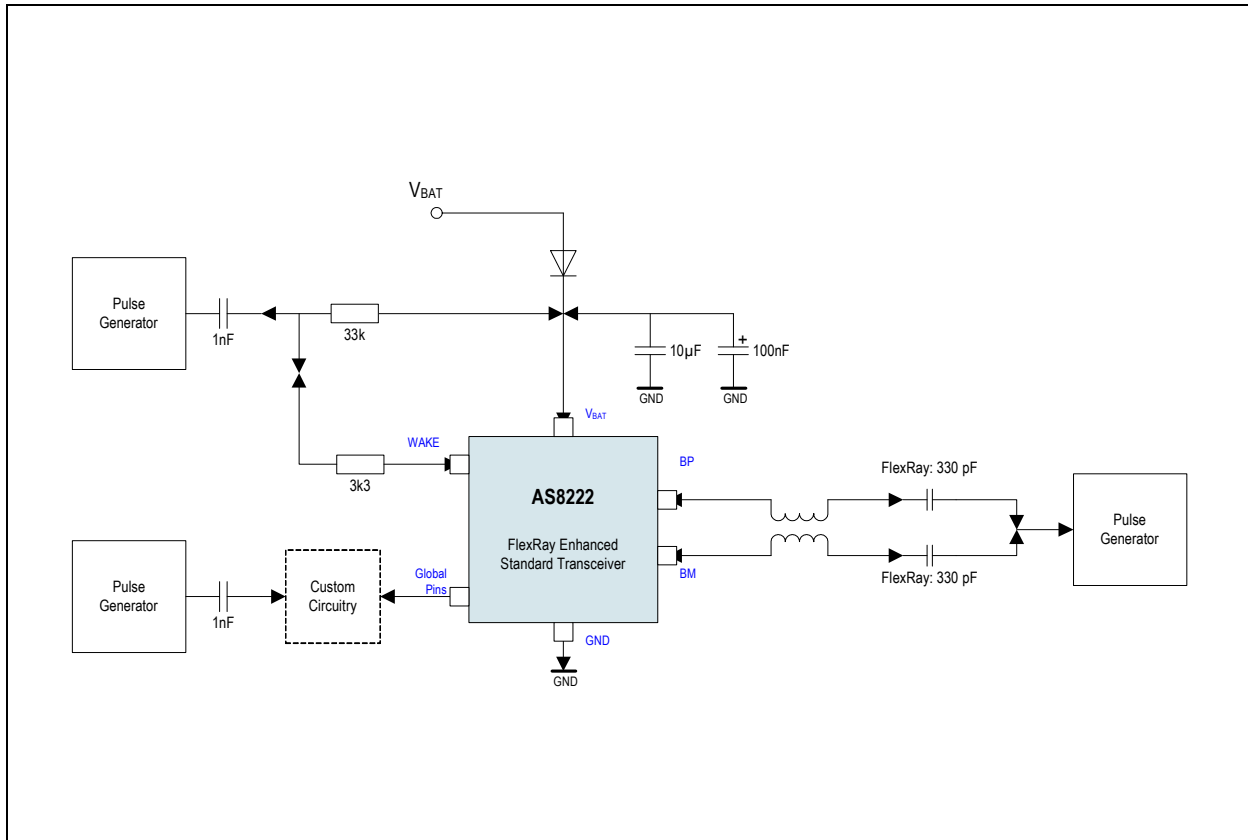 VBAT
Pulse
Generator
1nF
33k
10µF
+
100nF
GND
GND
VBAT
WAKE
3k3
BP
AS8222
FlexRay Enhanced
Standard Transceiver
BM
FlexRay: 330 pF
FlexRay: 330 pF
Pulse
Generator
Pulse
Generator
1nF
Custom
Circuitry
Global
Pins
GND
GND